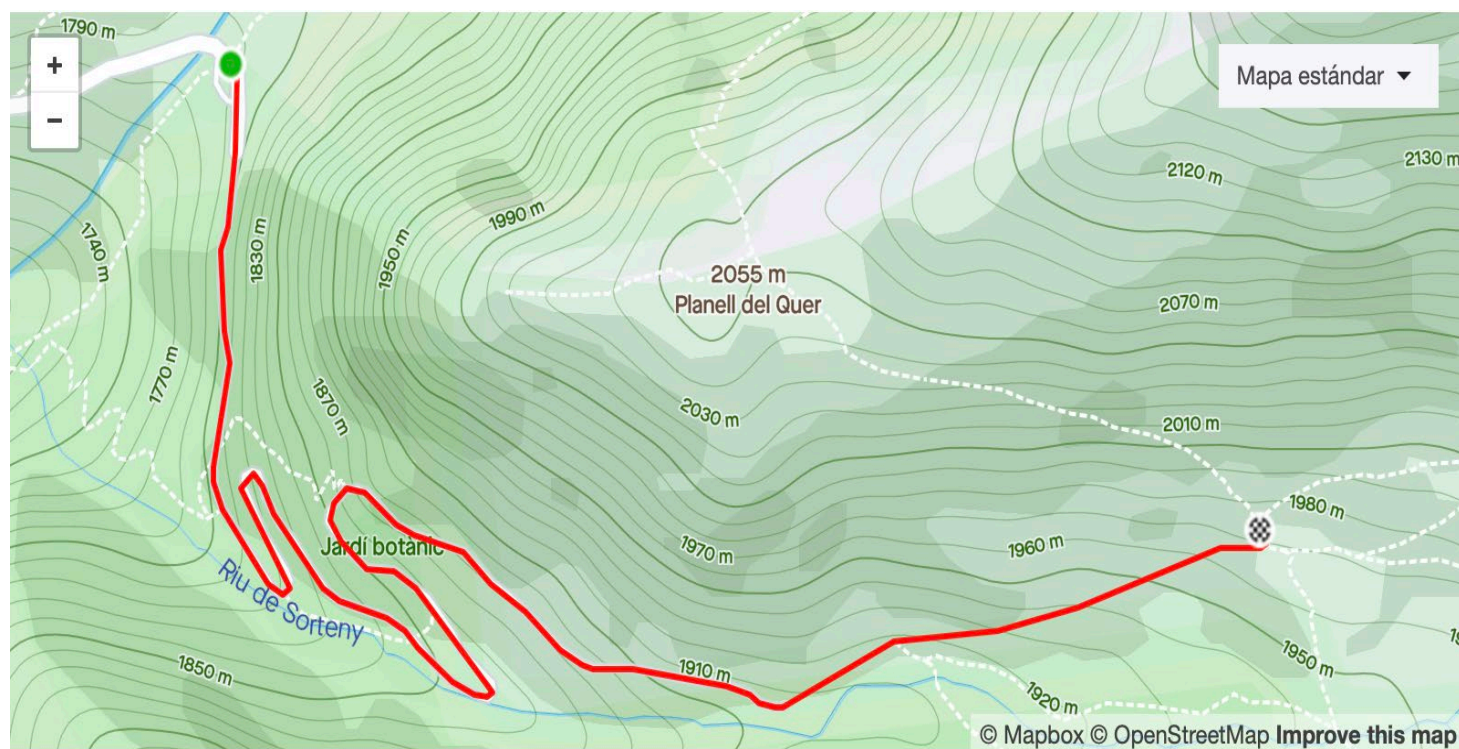 1790 m
+
−
Mapa estándar
2130 m
2120 m
1990 m
1740 m
1830 m
1950 m
2055 m
Planell del Quer
2070 m
1770 m
1870 m
2030 m
2010 m
1980 m
Jardí botànic
1970 m
1960 m
Riu de Sorteny
1850 m
1910 m
1950 m
1920 m
© Mapbox © OpenStreetMap Improve this map